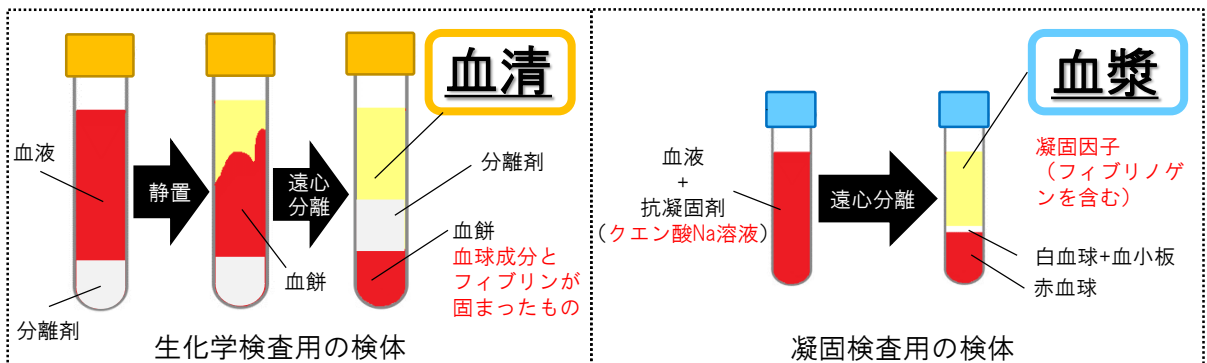 血清
血液
静置
遠心
分離
分離剤
血餅
血球成分と
フィブリンが
固まったもの
血餅
分離剤
生化学検査用の検体
血漿
血液
+
抗凝固剤
（クエン酸Na溶液）
遠心分離
凝固因子
（フィブリノゲ
ンを含む）
白血球+血小板
赤血球
凝固検査用の検体